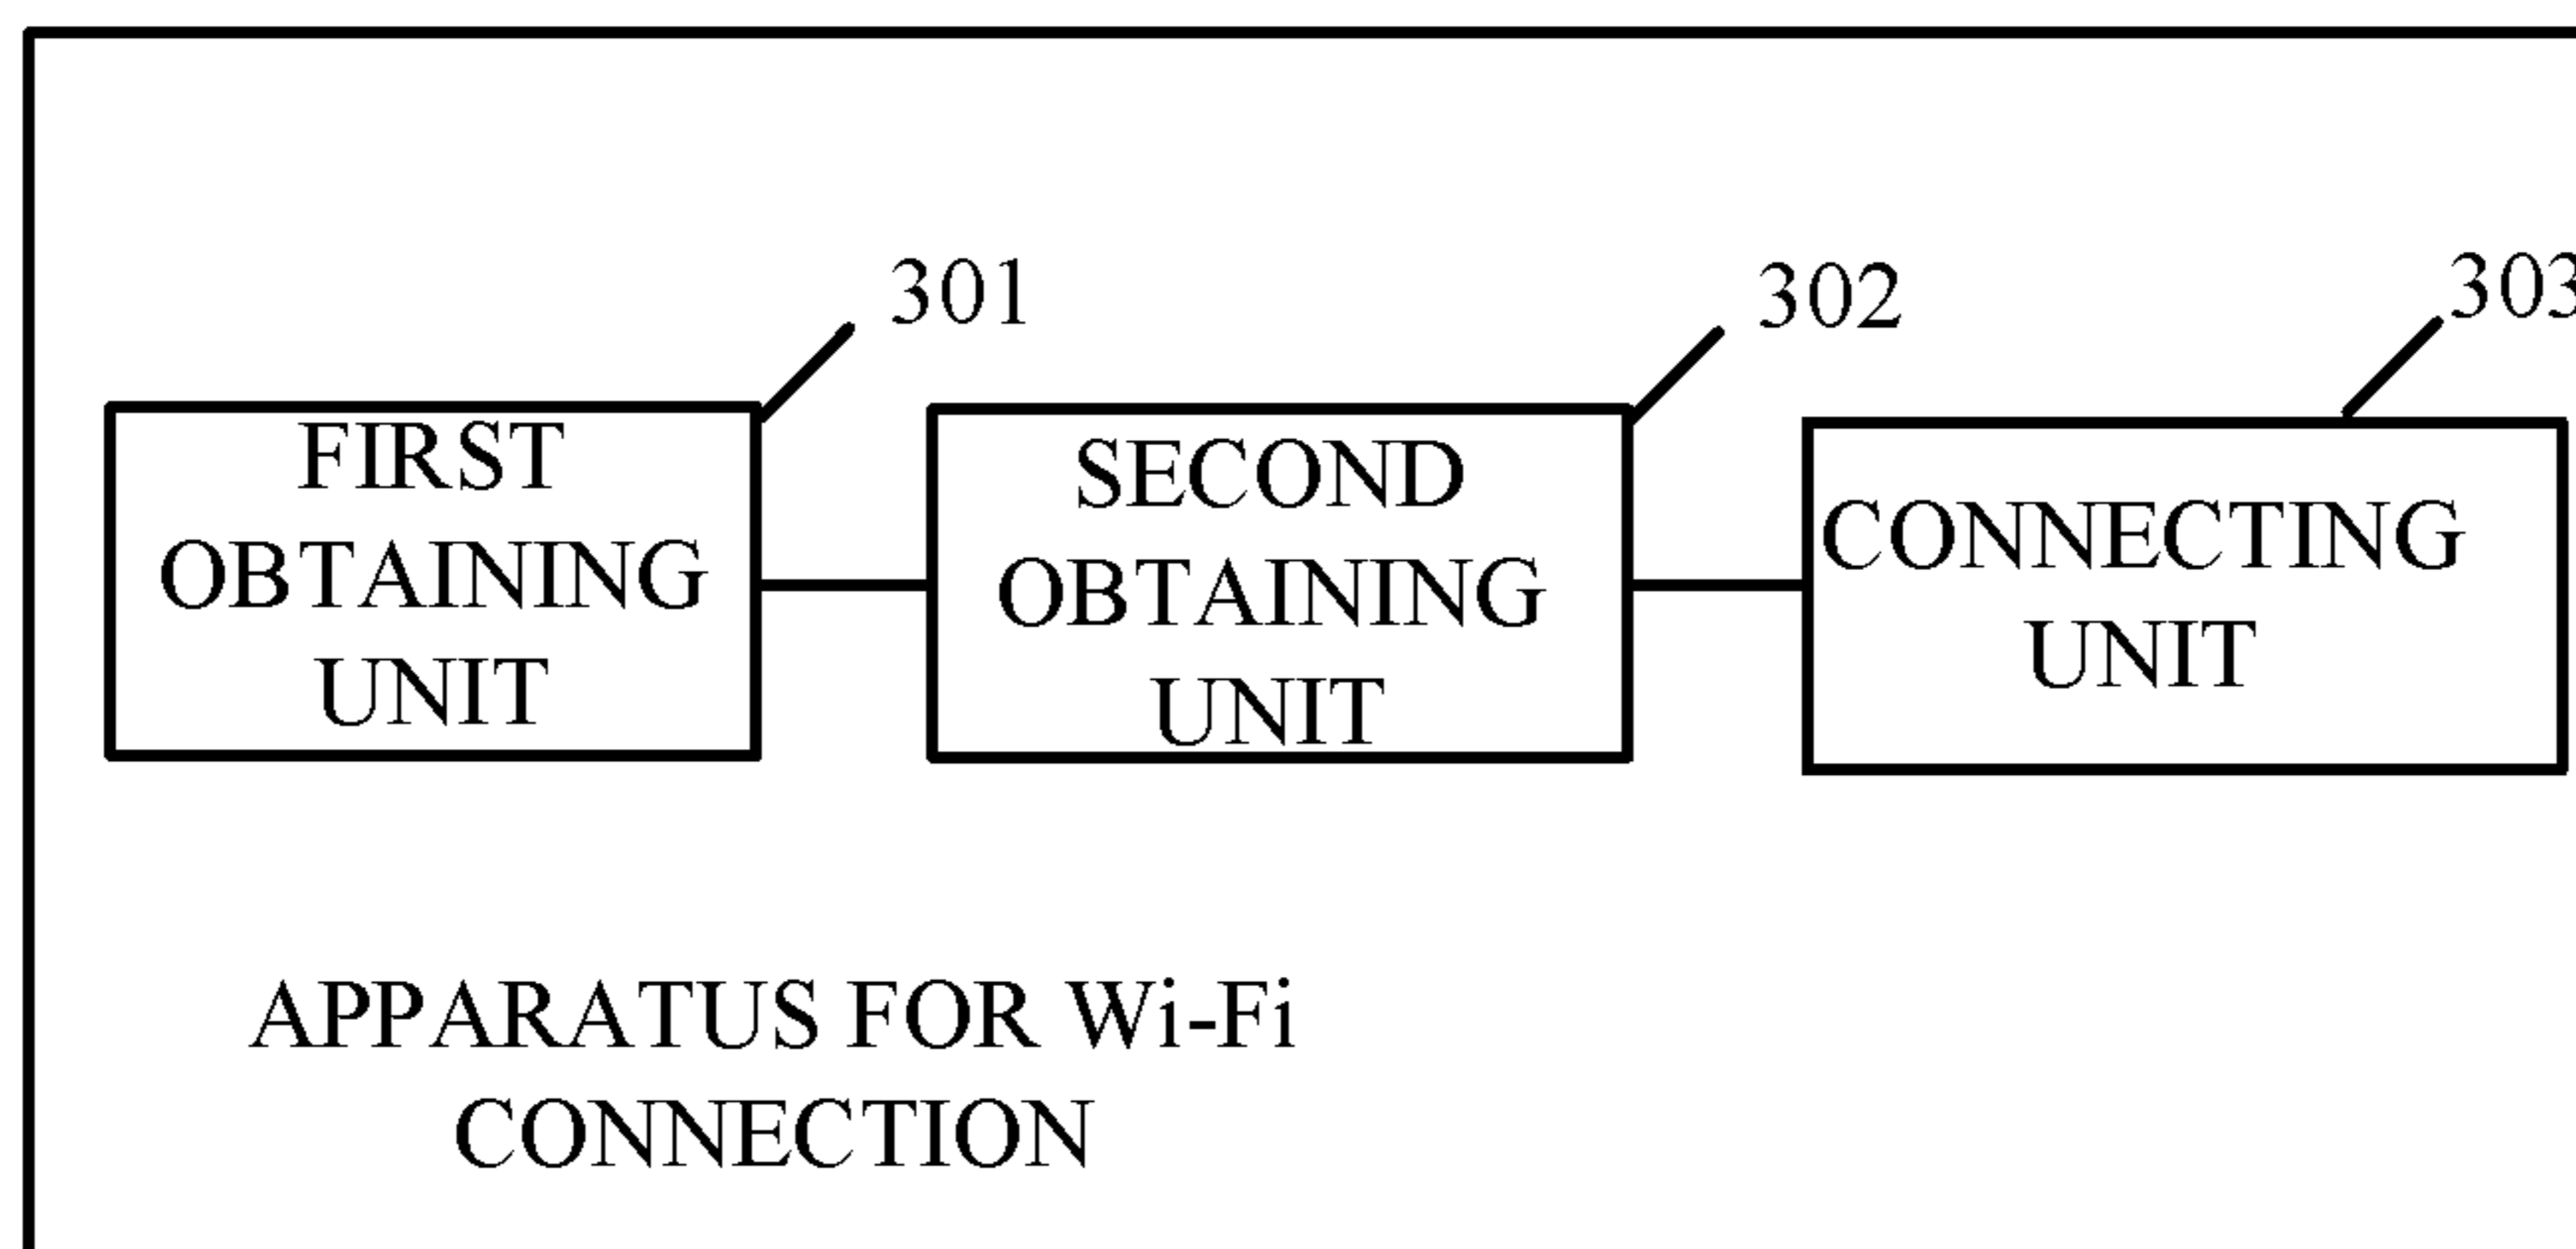 301
302
303
FIRST
OBTAINING
UNIT
SECOND
OBTAINING
UNIT
CONNECTING
UNIT
APPARATUS FOR Wi-Fi
CONNECTION